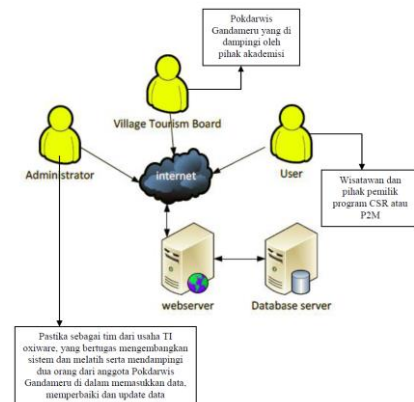 Pokdarwis
Gandameru yang di
dampingi oleh
pihak akademisi
Village Tourism Board
Administrator
internet
User
Wisatawan dan
pihak pemilik
program CSR atau
P2M
webserver
Database server
Pastika sebagai tim dari usaha TI
oxiware, yang bertugas mengembangkan
sistem dan melatih serta mendampingi
dua orang dari anggota Pokdarwis
Gandameru di dalam memasukkan data,
memperbaiki dan update data